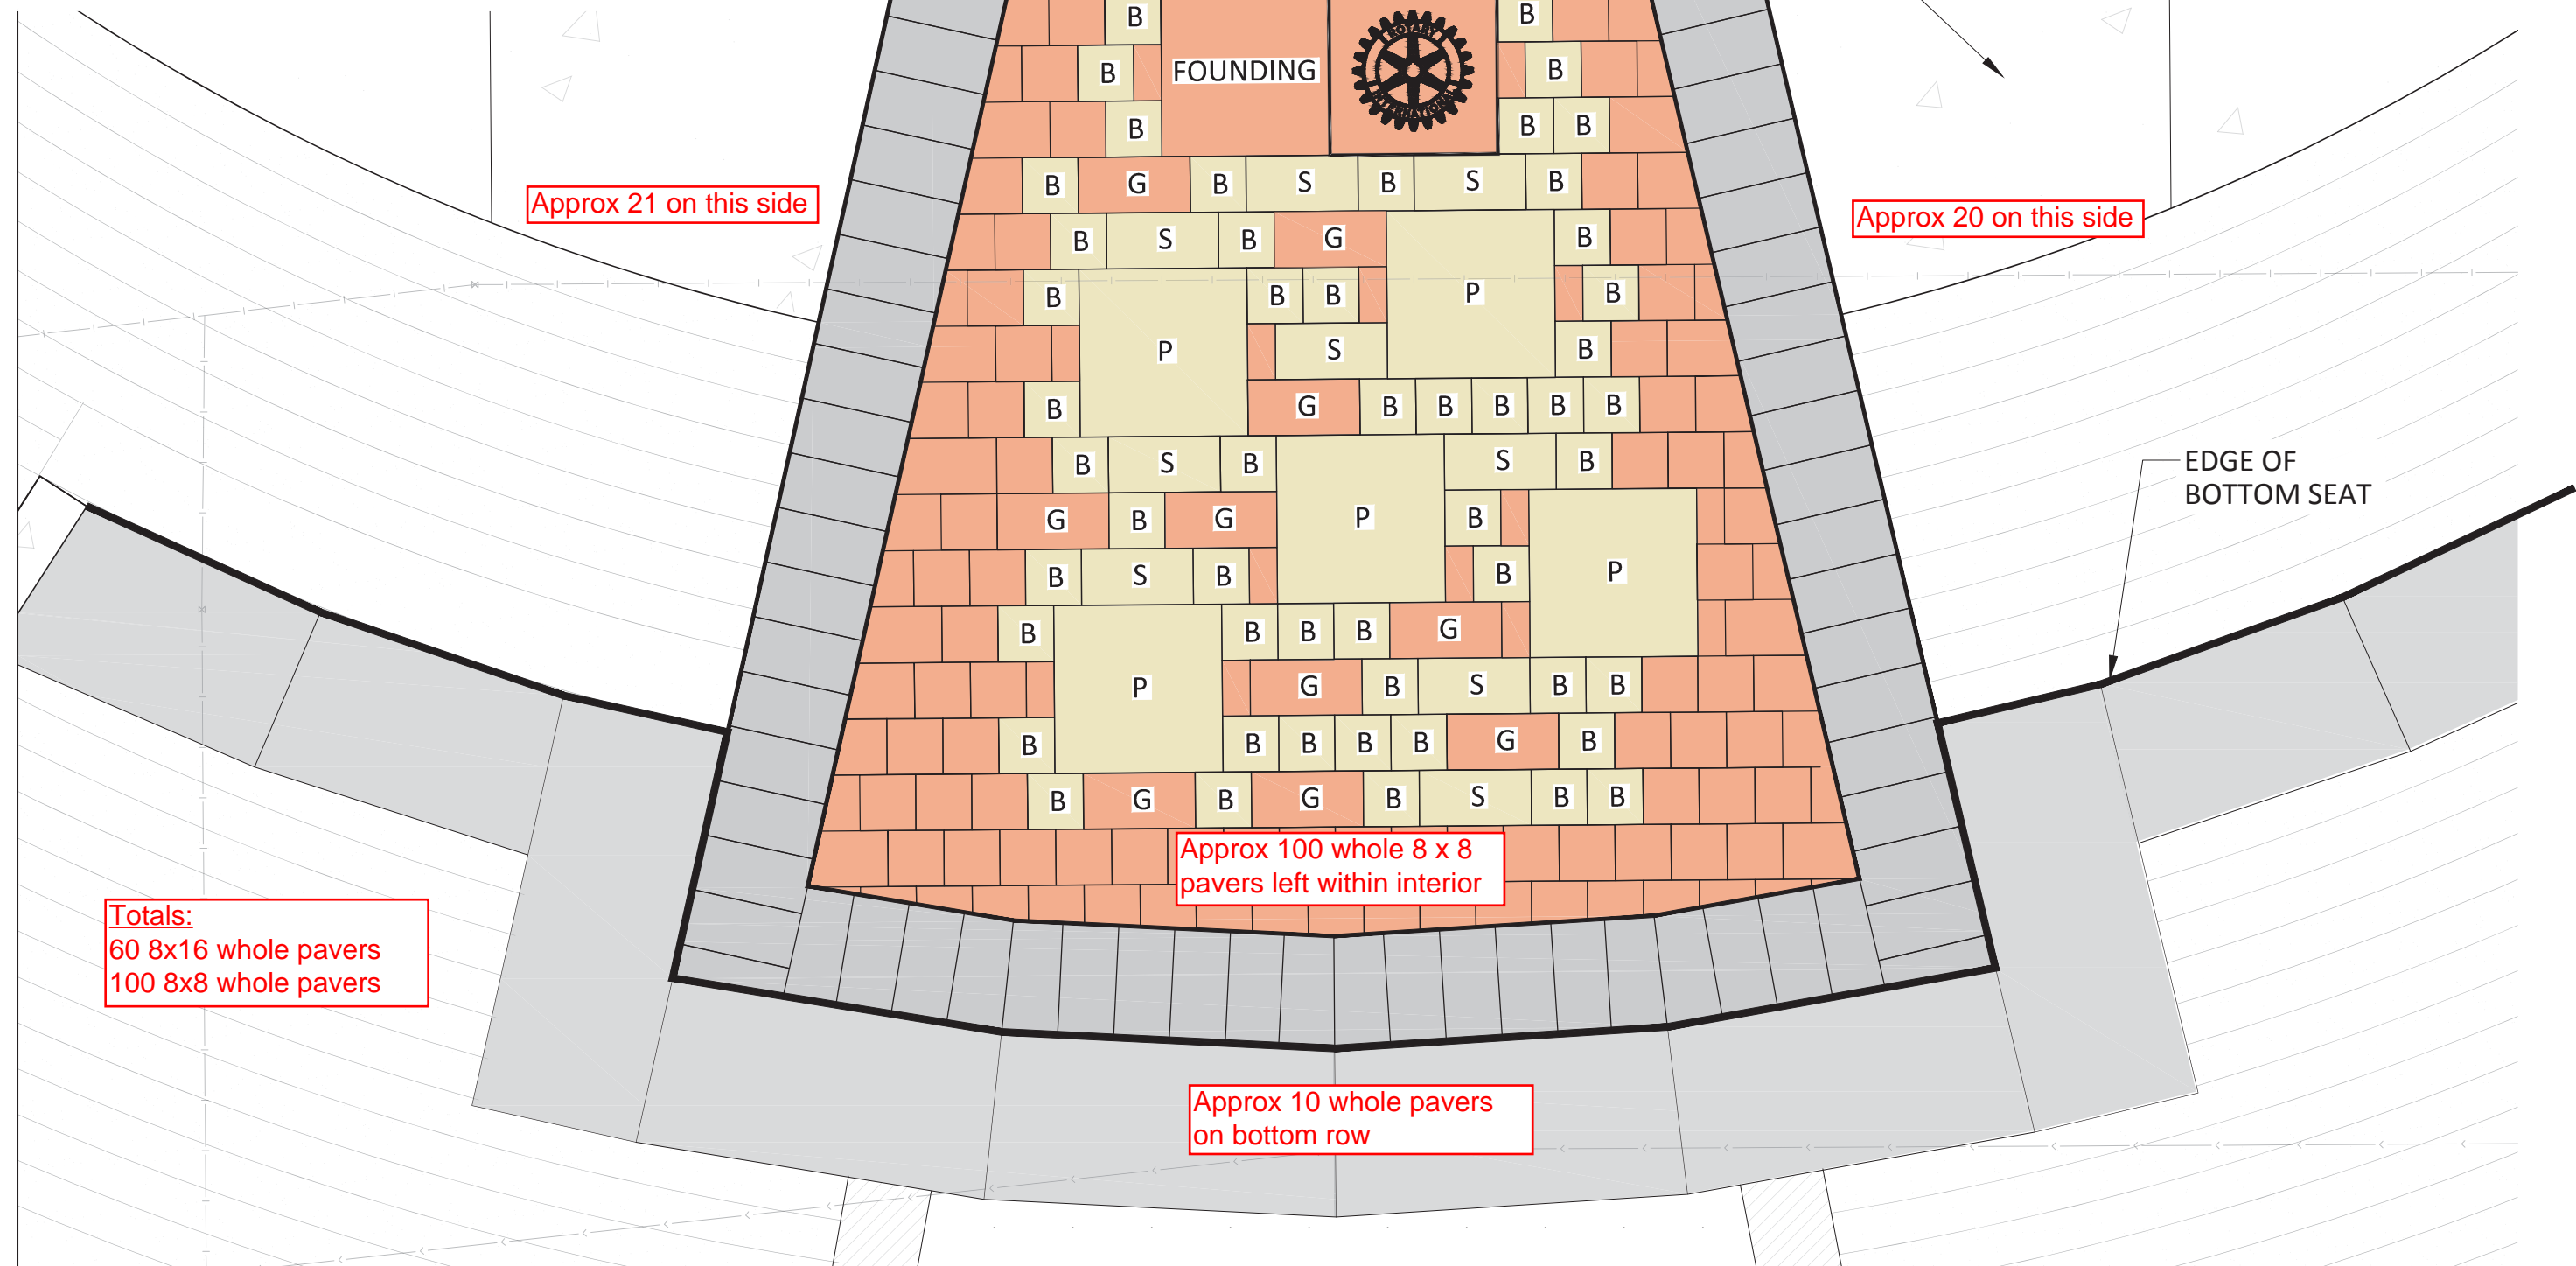 B B
FOUNDING
ROTARY
INTERNATIONAL
B B
B B B
B G B S B S B
B S B G B
B B B P B
P S B
B G B B B B B
B S B S B
G B G P B
B S B B P
B B B B G
P G B S B B
B B B B B G B
B G B G B S B B
Approx 21 on this side
Approx 20 on this side
EDGE OF
BOTTOM SEAT
Approx 100 whole 8 x 8
pavers left within interior
Totals:
60 8x16 whole pavers
100 8x8 whole pavers
Approx 10 whole pavers
on bottom row